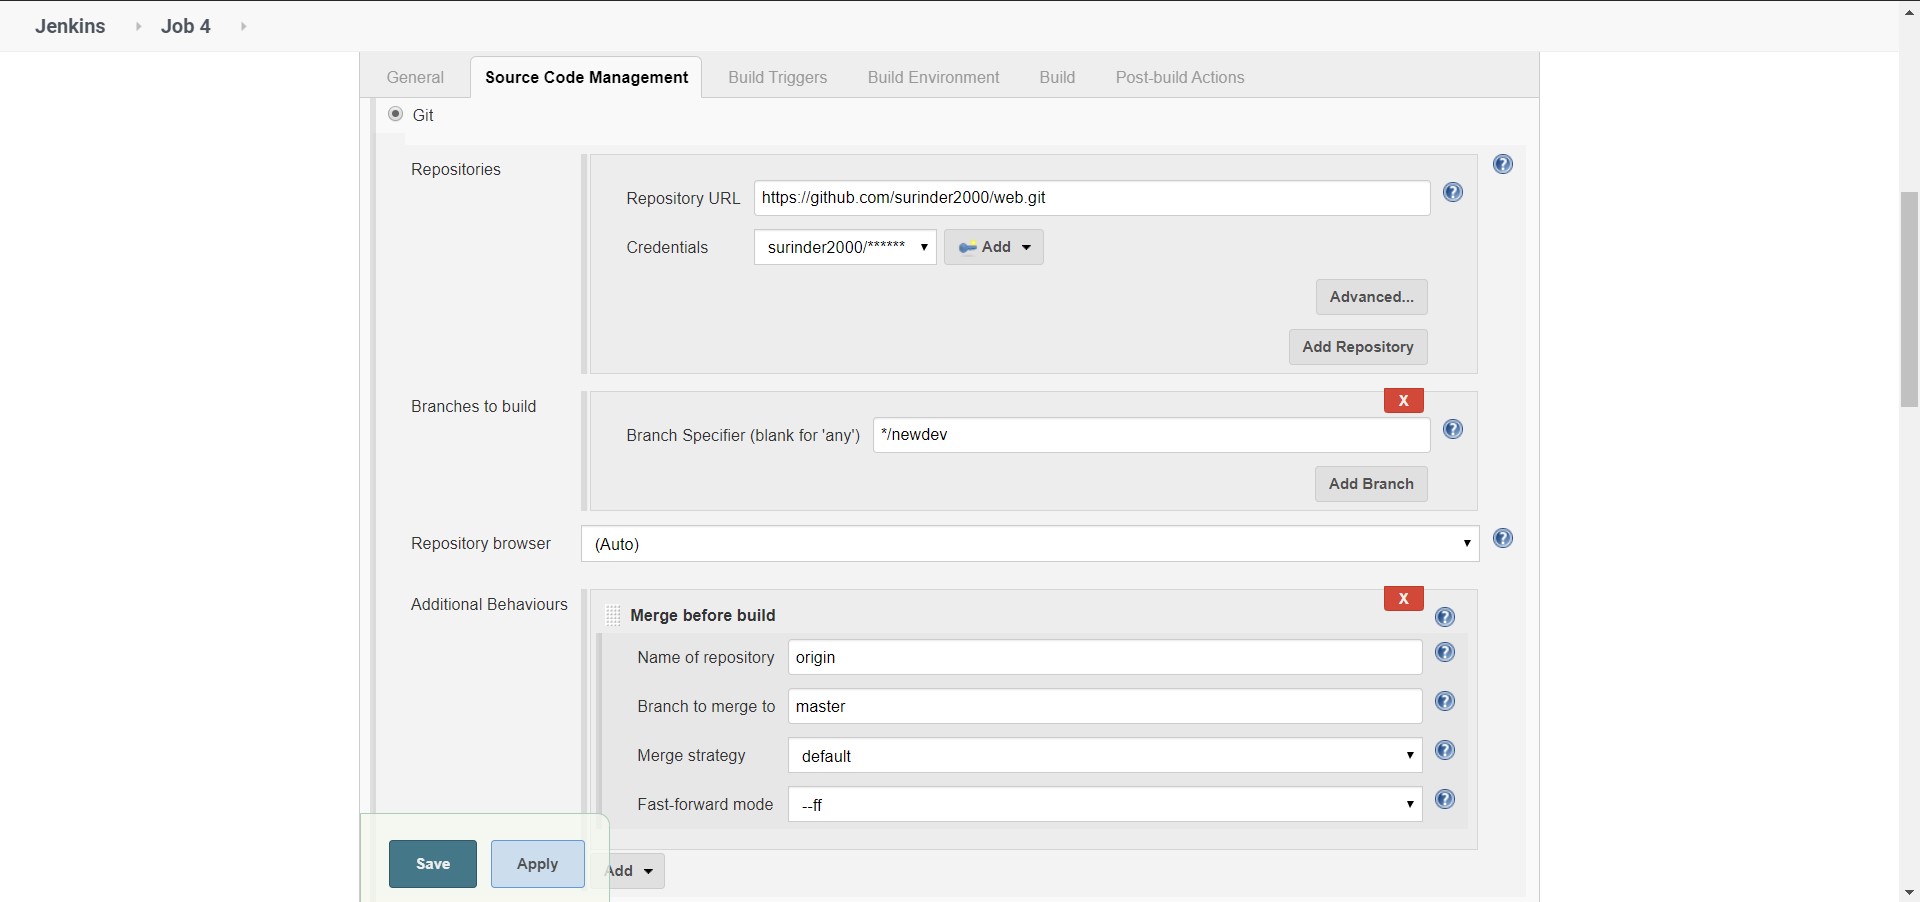 Jenkins Job 4
General Source Code Management Build Triggers Build Environment Build Post-build Actions
Git
Repositories
Repository URL https://github.com/surinder2000/web.git
Credentials surinder2000/****** Add
Advanced...
Add Repository
Branches to build
X
Branch Specifier (blank for 'any') */newdev
Add Branch
Repository browser (Auto)
Additional Behaviours
X
Merge before build
Name of repository origin
Branch to merge to master
Merge strategy default
Fast-forward mode --ff
Save Apply Add